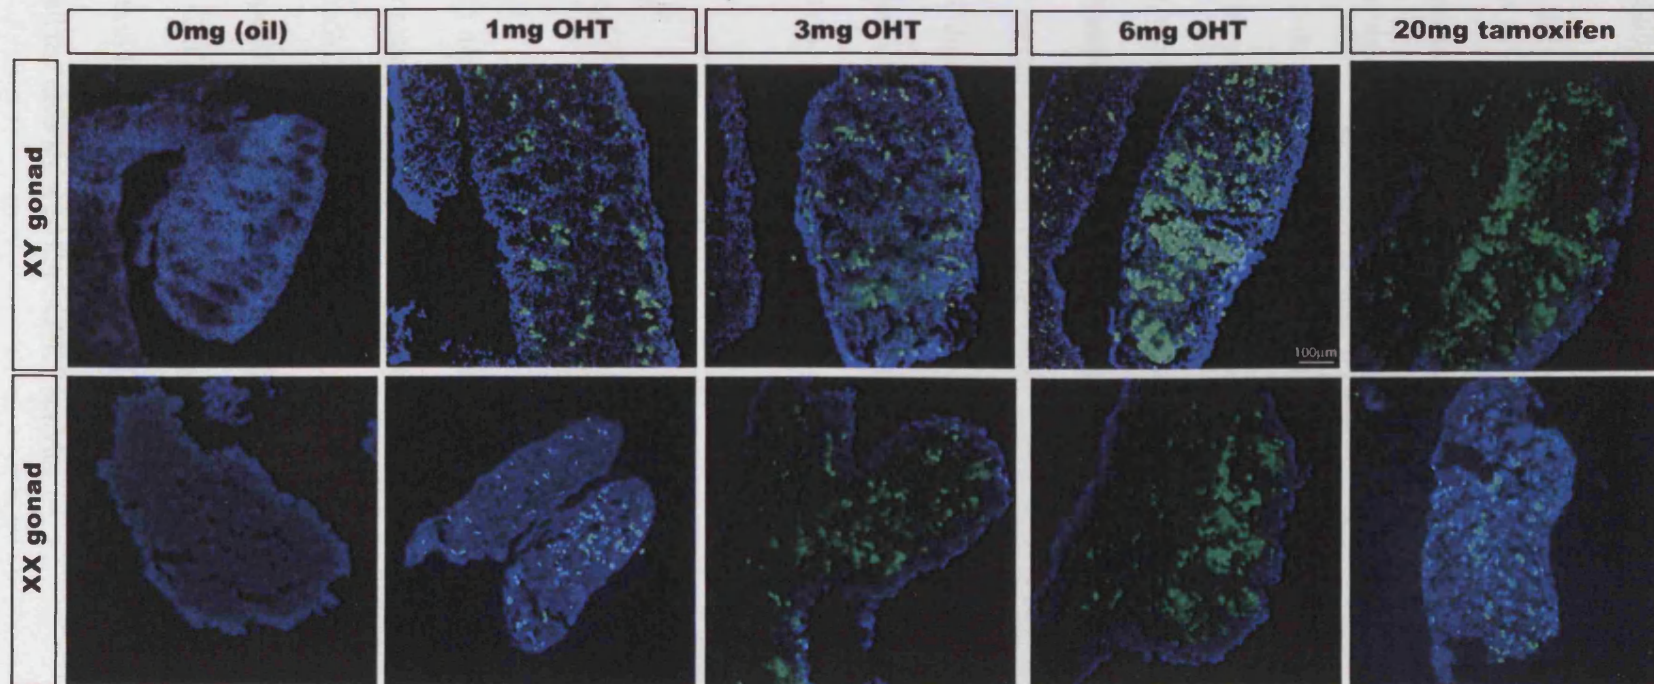 0mg (oil)
1mg OHT
3mg OHT
6mg OHT
20mg tamoxifen
XY gonad
100µm
XX gonad